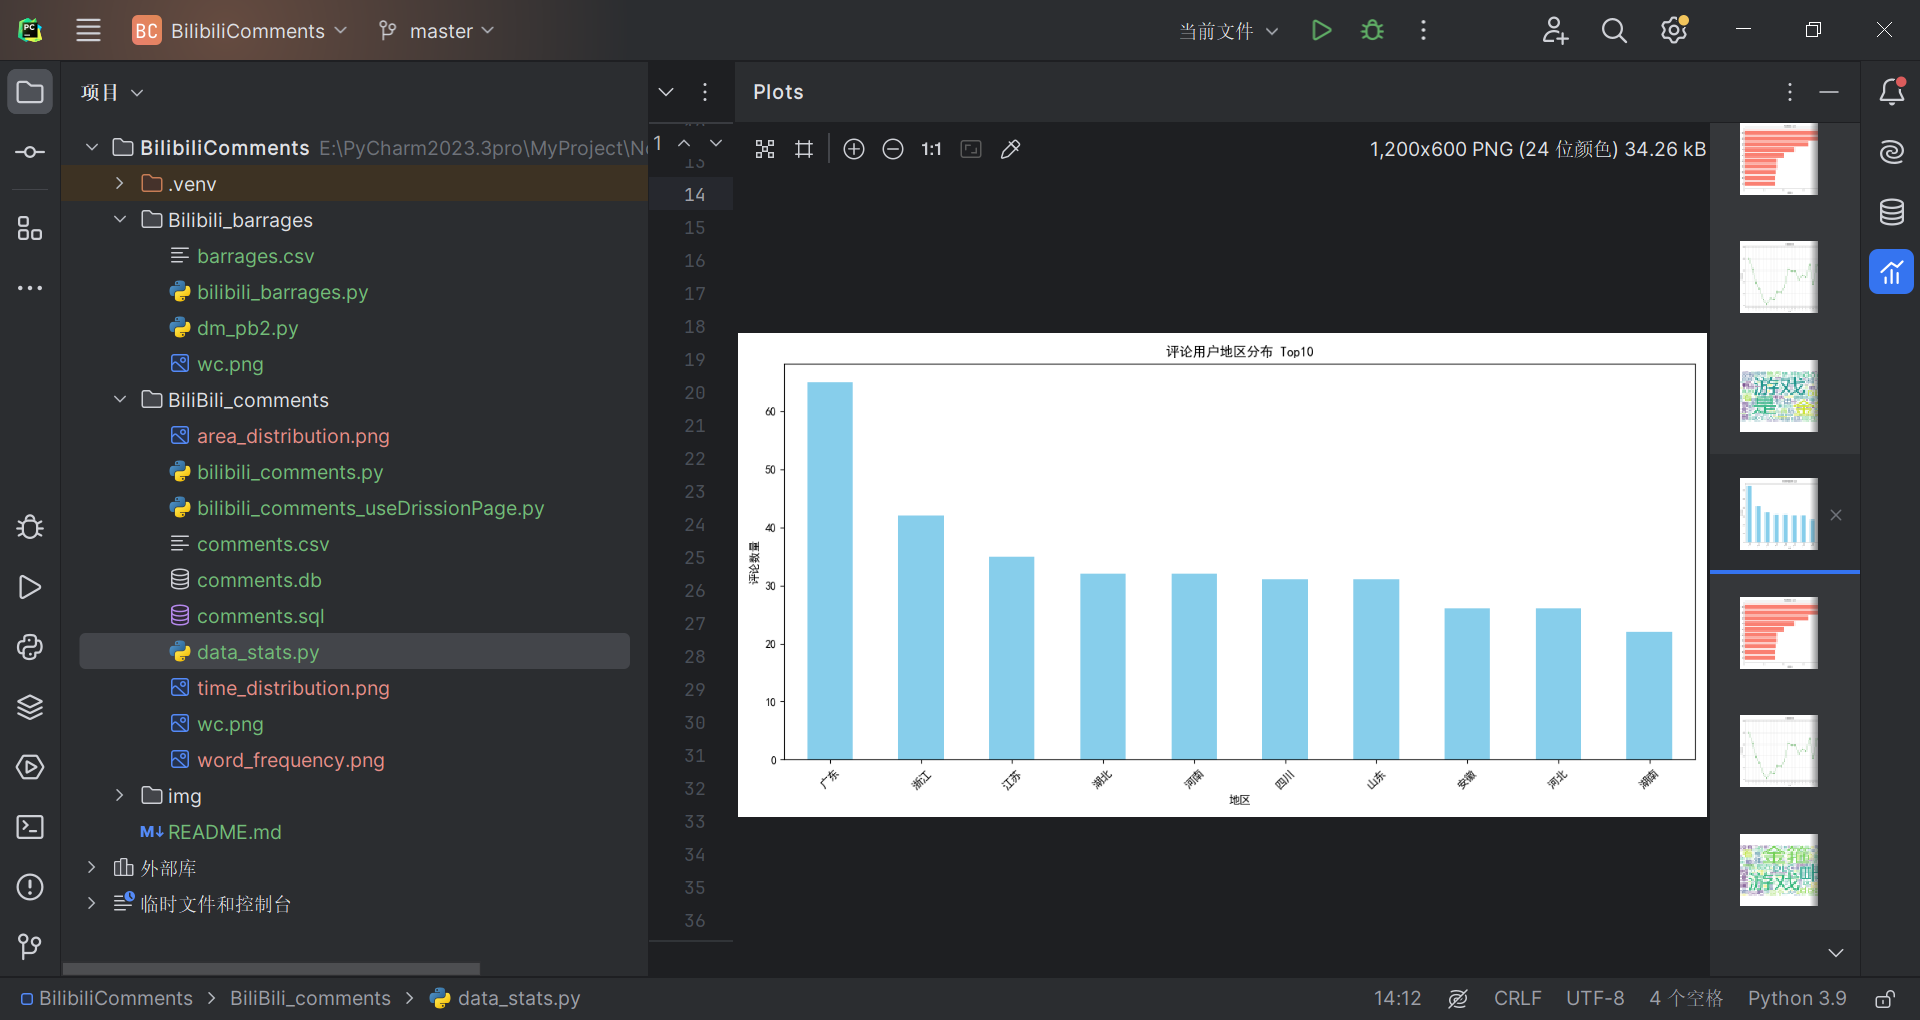 BC BilibiliComments master 当前文件
项目
BilibiliComments E:\PyCharm2023.3pro\MyProject\N
.venv
Bilibili_barrages
barrages.csv
bilibili_barrages.py
dm_pb2.py
wc.png
BiliBili_comments
area_distribution.png
bilibili_comments.py
bilibili_comments_useDrissionPage.py
comments.csv
comments.db
comments.sql
data_stats.py
time_distribution.png
wc.png
word_frequency.png
img
M↓ README.md
外部库
临时文件和控制台
1
13
14
15
16
17
18
19
20
21
22
23
24
25
26
27
28
29
30
31
32
33
34
35
36
Plots
1:1 1,200x600 PNG (24 位颜色) 34.26 kB
评论用户地区分布 Top10
评论数量
60
50
40
30
20
10
0
广东 浙江 江苏 湖北 河南 四川 山东 安徽 河北 湖南
地区
游戏
是
金
游戏
BilibiliComments > BiliBili_comments > data_stats.py 14:12 CRLF UTF-8 4 个空格 Python 3.9